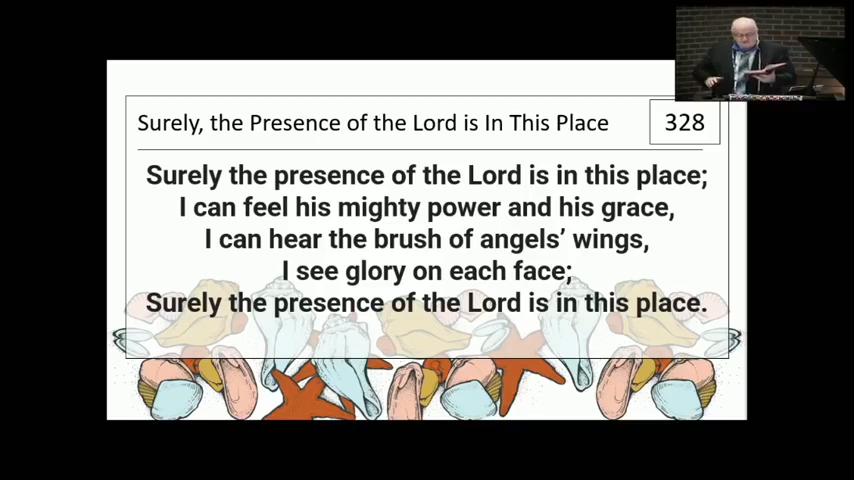 Surely, the Presence of the Lord is In This Place
328
Surely the presence of the Lord is in this place;
I can feel his mighty power and his grace,
I can hear the brush of angels’ wings,
I see glory on each face;
Surely the presence of the Lord is in this place.